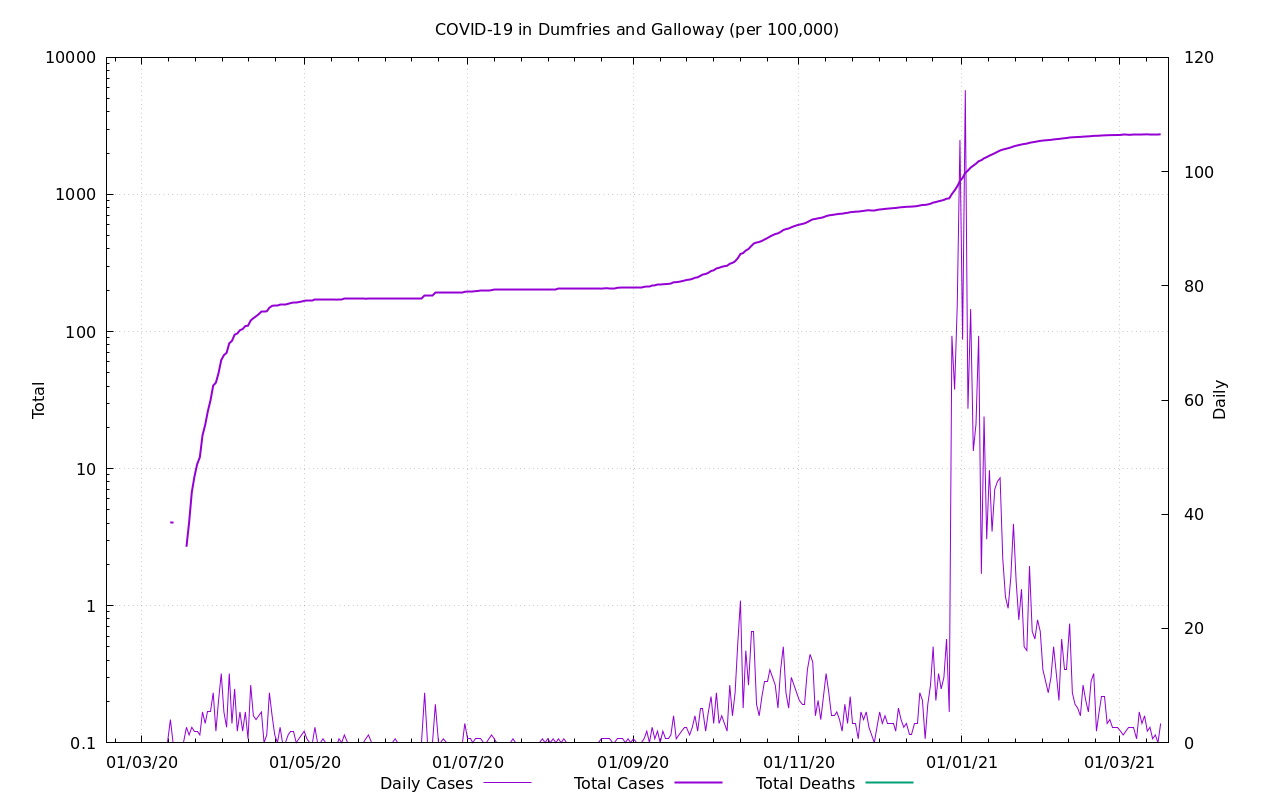 COVID-19 in Dumfries and Galloway (per 100,000)
10000
1000
100
10
1
0.1
Total
120
100
80
60
40
20
0
Daily
01/03/20 01/05/20 01/07/20 01/09/20 01/11/20 01/01/21 01/03/21
Daily Cases Total Cases Total Deaths